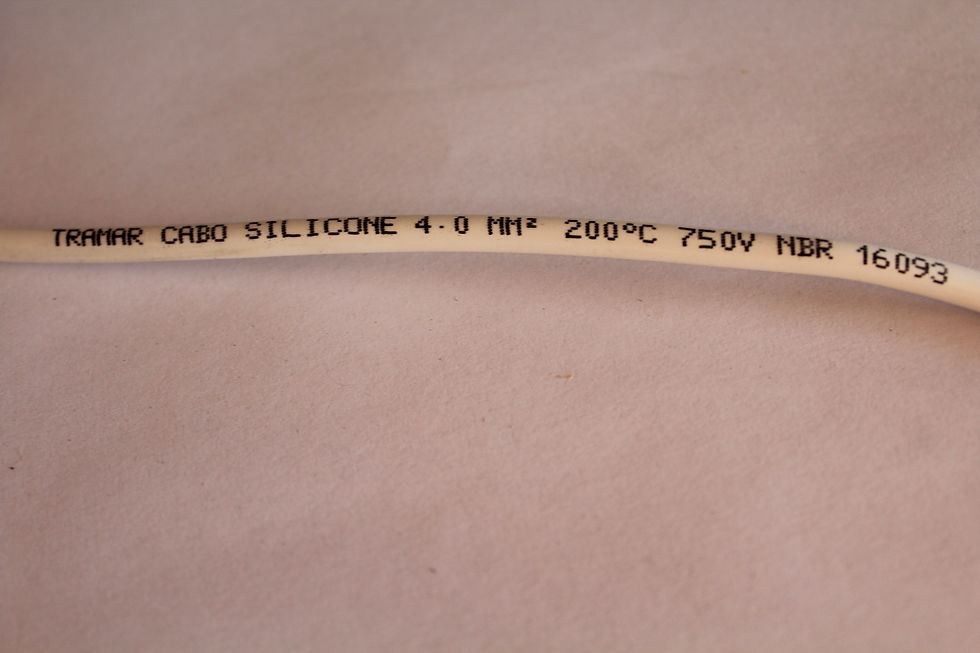 TRAMAR CABO SILICONE 4.0 MM² 200°C 750V NBR 16093